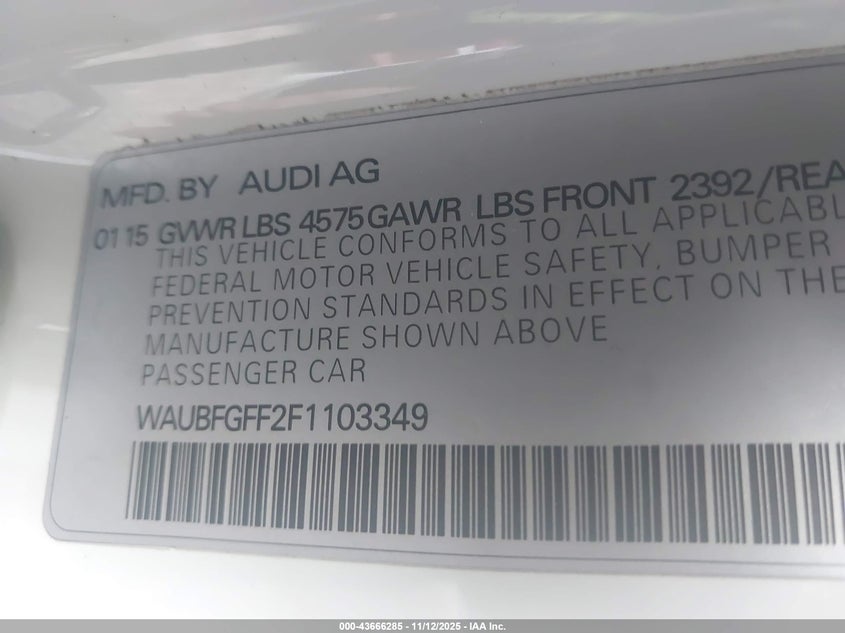 MFD. BY AUDI AG
01 15 GVWR LBS 4575 GAWR LBS FRONT 2392/REA
THIS VEHICLE CONFORMS TO ALL APPLICABL
FEDERAL MOTOR VEHICLE SAFETY, BUMPER
PREVENTION STANDARDS IN EFFECT ON THE
MANUFACTURE SHOWN ABOVE
PASSENGER CAR
WAUBFGFF2F1103349
000-43666285 - 11/12/2025 - IAA Inc.